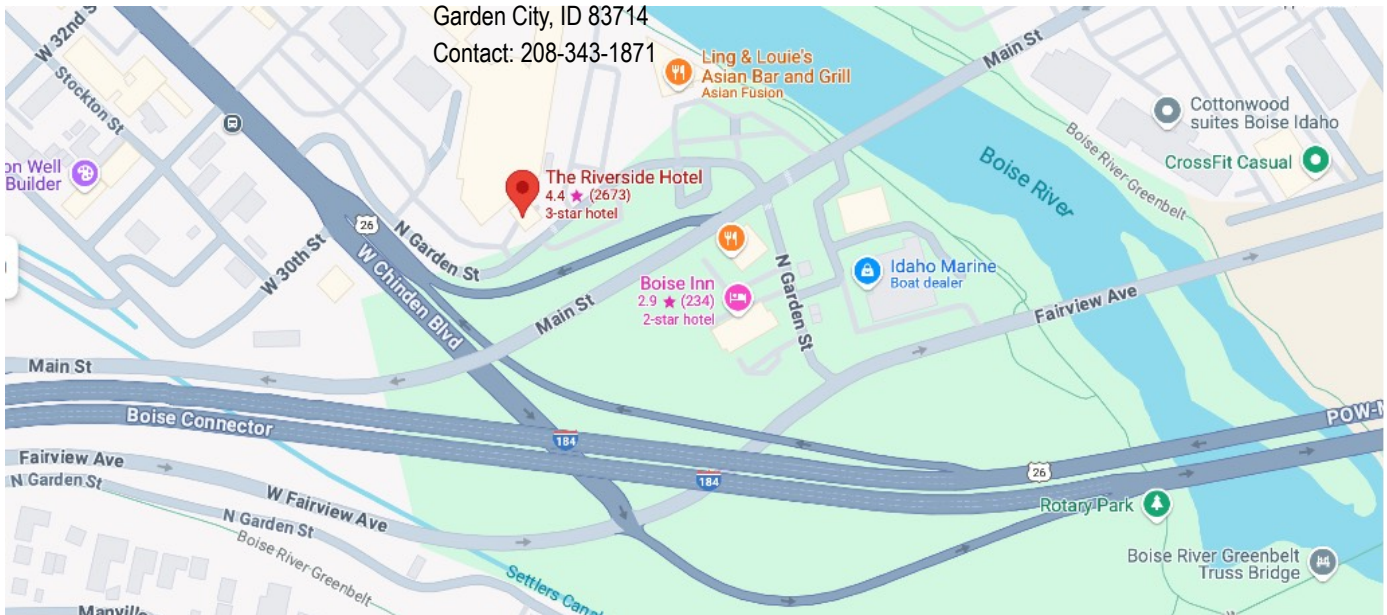 Garden City, ID 83714
Contact: 208-343-1871
W 32nd S
Stockton St
Main St
Ling & Louie's
Asian Bar and Grill
Asian Fusion
Cottonwood
suites Boise Idaho
CrossFit Casual
Boise River Greenbelt
Boise River
on Well
Builder
The Riverside Hotel
4.4 ★ (2673)
3-star hotel
26
N Garden St
W 30th St
W Chinden Blvd
Boise Inn
2.9 ★ (234)
2-star hotel
N Garden St
Idaho Marine
Boat dealer
Fairview Ave
Main St
Main St
Boise Connector
184
POW-M
Fairview Ave
N Garden St
184
26
W Fairview Ave
N Garden St
Rotary Park
Boise River Greenbelt
Settlers Canal
Boise River Greenbelt
Truss Bridge
Manville